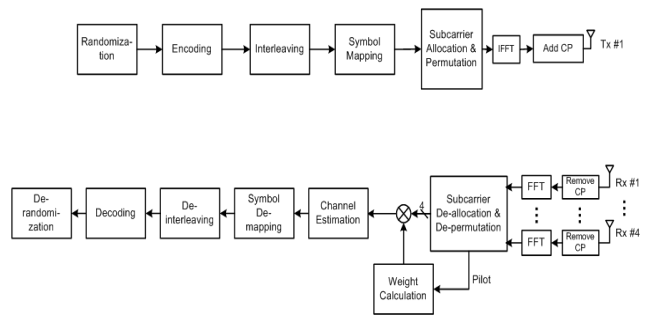 Randomiza-
tion
Encoding
Interleaving
Symbol
Mapping
Subcarrier
Allocation &
Permutation
IFFT
Add CP
Tx #1
De-
randomi-
zation
Decoding
De-
interleaving
Symbol
De-
mapping
Channel
Estimation
4
Subcarrier
De-allocation &
De-permutation
FFT
Remove
CP
Rx #1
FFT
Remove
CP
Rx #4
Weight
Calculation
Pilot